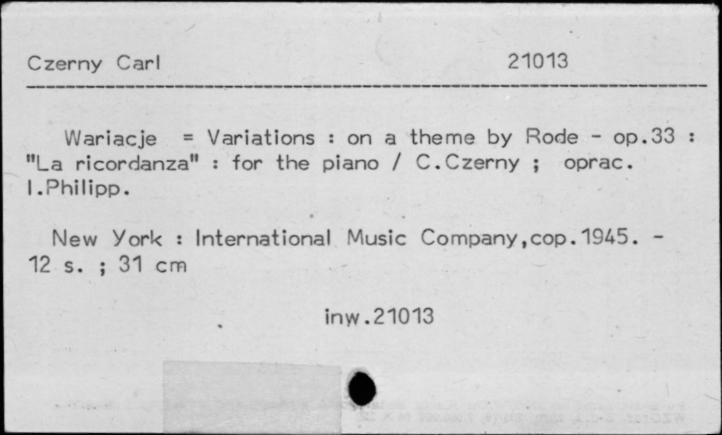 Czerny Carl 21013
Wariacje = Variations : on a theme by Rode - op.33 :
"La ricordanza" : for the piano / C.Czerny ; oprac.
I.Philipp.
New York : International Music Company,cop.1945. -
12 s. ; 31 cm
inw.21013